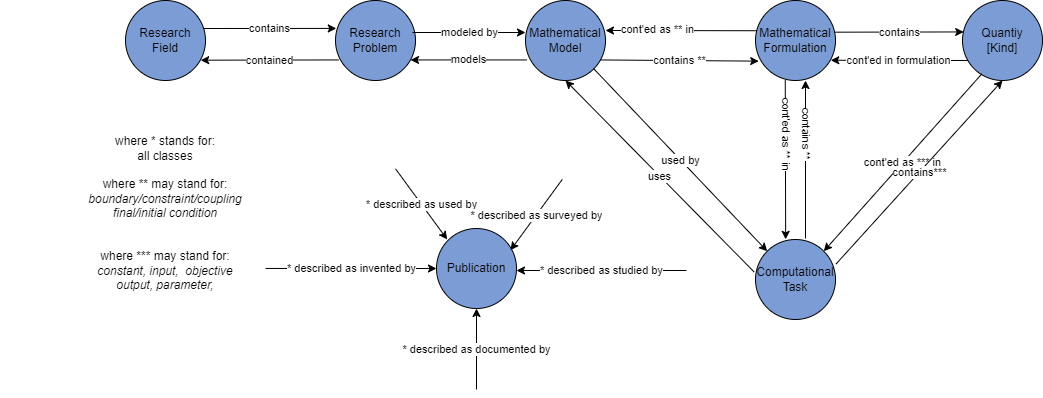 Research
Field
contains
contained
Research
Problem
modeled by
models
Mathematical
Model
cont'ed as ** in
contains **
Mathematical
Formulation
contains
cont'ed in formulation
Quantiy
[Kind]
where * stands for:
all classes
where ** may stand for:
boundary/constraint/coupling
final/initial condition
where *** may stand for:
constant, input, objective
output, parameter,
used by
uses
cont'ed as ** in
contains **
cont'ed as *** in
contains***
Computational
Task
* described as used by
* described as surveyed by
* described as invented by
Publication
* described as studied by
* described as documented by